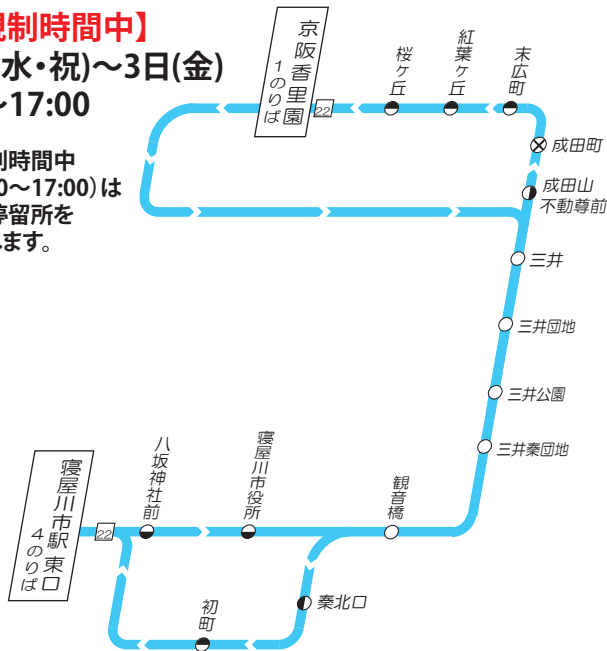 規制時間中】
水・祝)～3日(金)
～17:00
制時間中
00～17:00)は
停留所を
します。
京阪香里園
1のりば
22
桜ヶ丘
紅葉ヶ丘
末広町
成田町
成田山
不動尊前
三井
三井団地
三井公園
三井秦団地
観音橋
寝屋川市役所
八坂神社前
22
寝屋川市駅 東口
4のりば
秦北口
初町